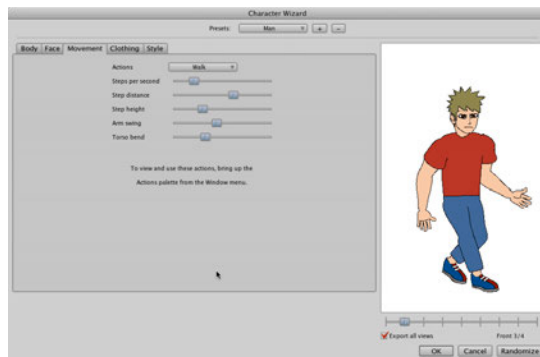 Character Wizard
Presets: Man + -
Body Face Movement Clothing Style
Actions Walk
Steps per second
Step distance
Step height
Arm swing
Torso bend
To view and use these actions, bring up the
Actions palette from the Window menu.
Export all views Front 3/4
OK Cancel Randomize